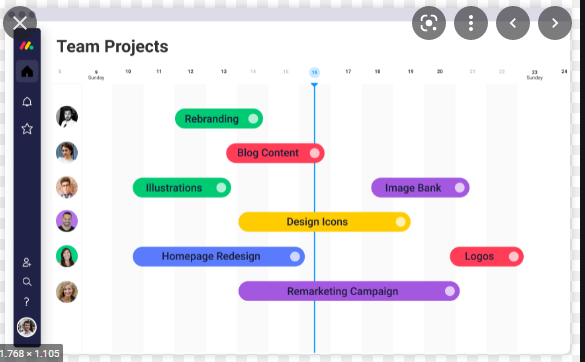 Team Projects
8 9 10 11 12 13 14 15 16 17 18 19 20 21 22 23 24
Sunday Sunday
Rebranding
Blog Content
Illustrations Image Bank
Design Icons
Homepage Redesign Logos
Remarketing Campaign
?
1.768 × 1.105